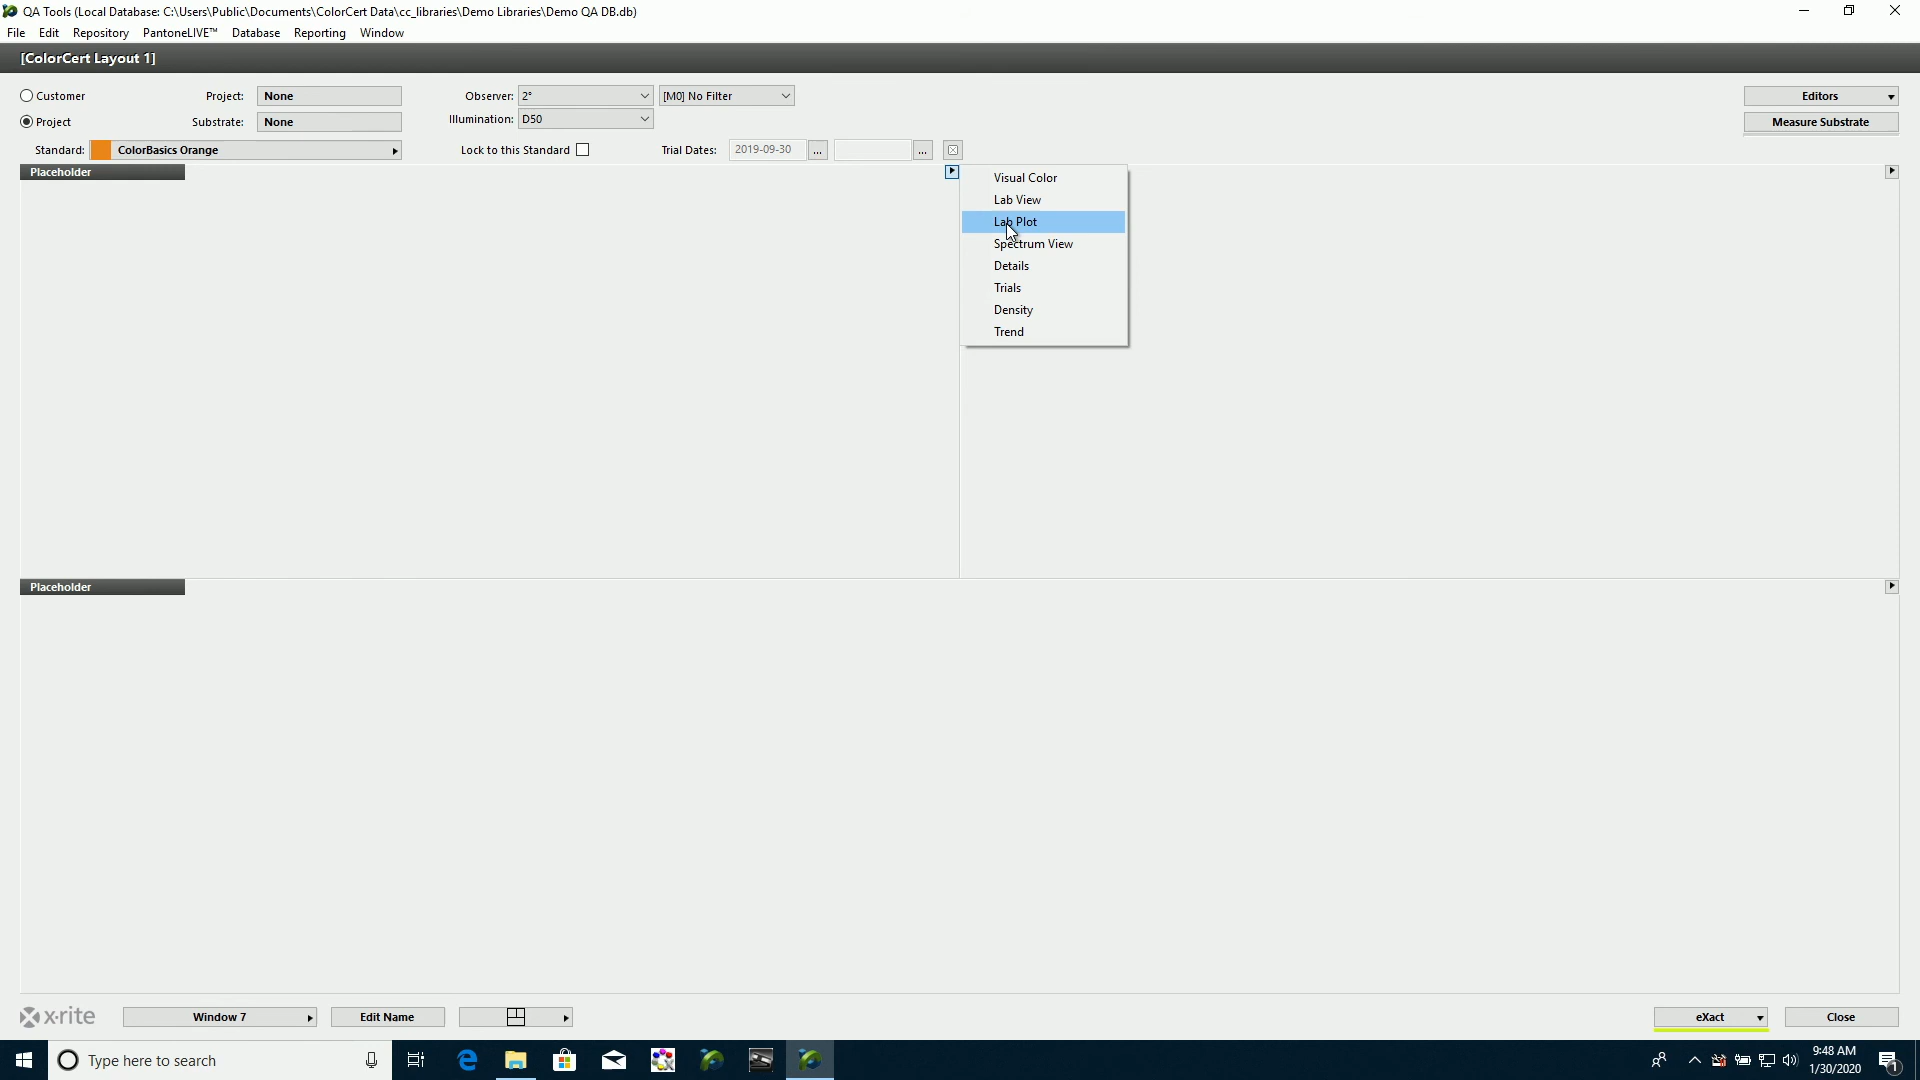 QA Tools (Local Database: C:\Users\Public\Documents\ColorCert Data\cc_libraries\Demo Libraries\Demo QA DB.db)
File Edit Repository PantoneLIVE™ Database Reporting Window
[ColorCert Layout 1]
Customer Project: None Observer: 2° [M0] No Filter Editors
Project Substrate: None Illumination: D50 Measure Substrate
Standard: ColorBasics Orange Lock to this Standard Trial Dates: 2019-09-30 ... ...
Placeholder
Visual Color
Lab View
Lab Plot
Spectrum View
Details
Trials
Density
Trend
Placeholder
x·rite Window 7 Edit Name eXact Close
Type here to search 9:48 AM
1/30/2020 1